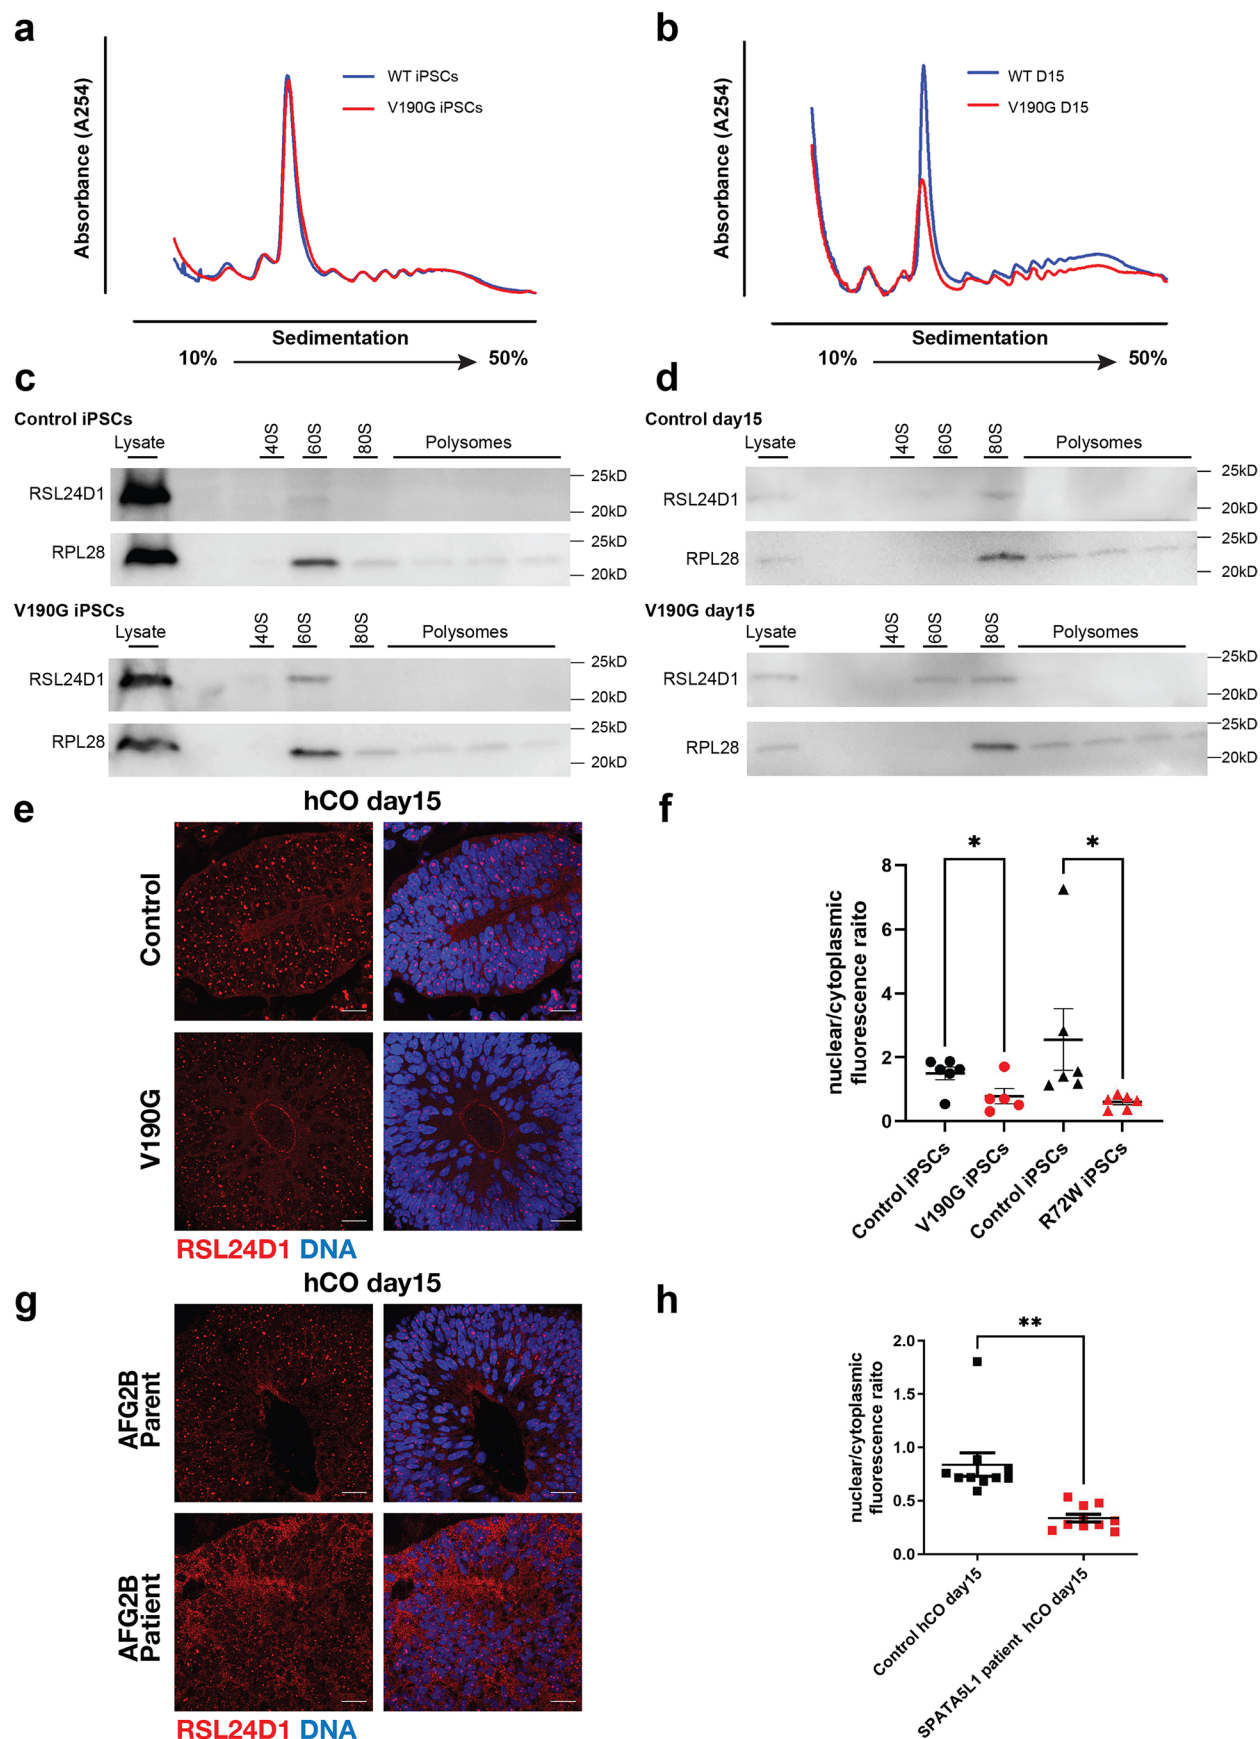 a
Absorbance (A254)
WT iPSCs
V190G iPSCs
Sedimentation
10%
50%
b
Absorbance (A254)
WT D15
V190G D15
Sedimentation
10%
50%
c
Control iPSCs
Lysate
40S
60S
80S
Polysomes
RSL24D1
25kD
20kD
RPL28
25kD
20kD
V190G iPSCs
Lysate
40S
60S
80S
Polysomes
RSL24D1
25kD
20kD
RPL28
25kD
20kD
d
Control day15
Lysate
40S
60S
80S
Polysomes
RSL24D1
25kD
20kD
RPL28
25kD
20kD
V190G day15
Lysate
40S
60S
80S
Polysomes
RSL24D1
25kD
20kD
RPL28
25kD
20kD
e
hCO day15
Control
V190G
RSL24D1 DNA
f
nuclear/cytoplasmic
fluorescence raito
8
6
4
2
0
*
*
Control iPSCs
V190G iPSCs
Control iPSCs
R72W iPSCs
g
hCO day15
AFG2B
Parent
AFG2B
Patient
RSL24D1 DNA
h
nuclear/cytoplasmic
fluorescence raito
2.0
1.5
1.0
0.5
0.0
**
Control hCO day15
SPATA5L1 patient hCO day15